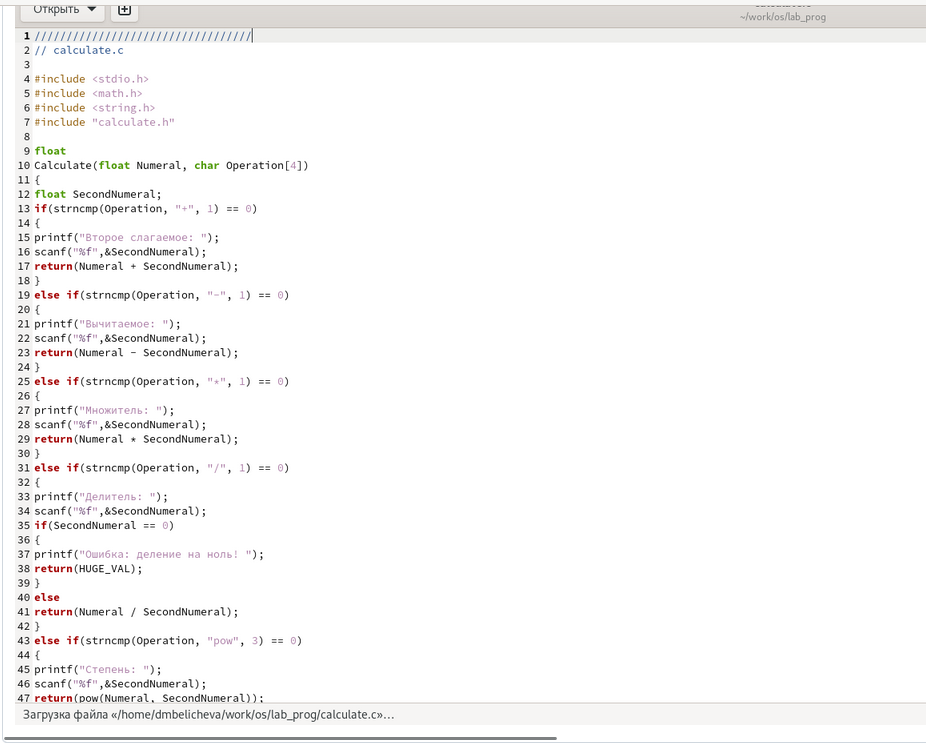 Открыть
~/work/os/lab_prog
1 //////////////////////////////////
2 // calculate.c
3
4 #include <stdio.h>
5 #include <math.h>
6 #include <string.h>
7 #include "calculate.h"
8
9 float
10 Calculate(float Numeral, char Operation[4])
11 {
12 float SecondNumeral;
13 if(strncmp(Operation, "+", 1) == 0)
14 {
15 printf("Второе слагаемое: ");
16 scanf("%f",&SecondNumeral);
17 return(Numeral + SecondNumeral);
18 }
19 else if(strncmp(Operation, "-", 1) == 0)
20 {
21 printf("Вычитаемое: ");
22 scanf("%f",&SecondNumeral);
23 return(Numeral - SecondNumeral);
24 }
25 else if(strncmp(Operation, "*", 1) == 0)
26 {
27 printf("Множитель: ");
28 scanf("%f",&SecondNumeral);
29 return(Numeral * SecondNumeral);
30 }
31 else if(strncmp(Operation, "/", 1) == 0)
32 {
33 printf("Делитель: ");
34 scanf("%f",&SecondNumeral);
35 if(SecondNumeral == 0)
36 {
37 printf("Ошибка: деление на ноль! ");
38 return(HUGE_VAL);
39 }
40 else
41 return(Numeral / SecondNumeral);
42 }
43 else if(strncmp(Operation, "pow", 3) == 0)
44 {
45 printf("Степень: ");
46 scanf("%f",&SecondNumeral);
47 return(pow(Numeral, SecondNumeral));
Загрузка файла «/home/dmbelicheva/work/os/lab_prog/calculate.c»…